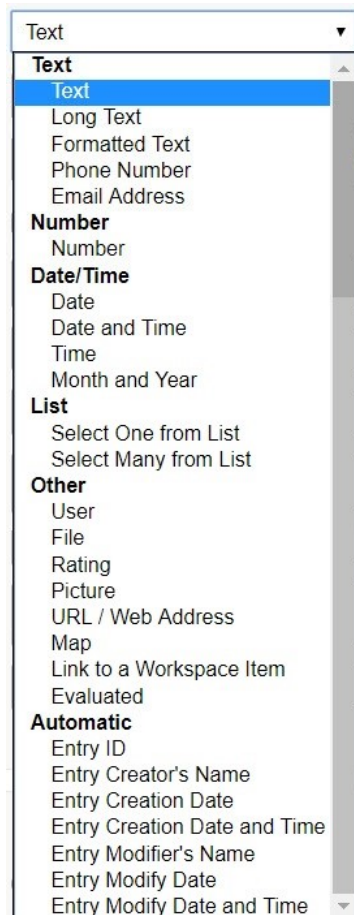 Text
Text
Text
Long Text
Formatted Text
Phone Number
Email Address
Number
Number
Date/Time
Date
Date and Time
Time
Month and Year
List
Select One from List
Select Many from List
Other
User
File
Rating
Picture
URL / Web Address
Map
Link to a Workspace Item
Evaluated
Automatic
Entry ID
Entry Creator's Name
Entry Creation Date
Entry Creation Date and Time
Entry Modifier's Name
Entry Modify Date
Entry Modify Date and Time